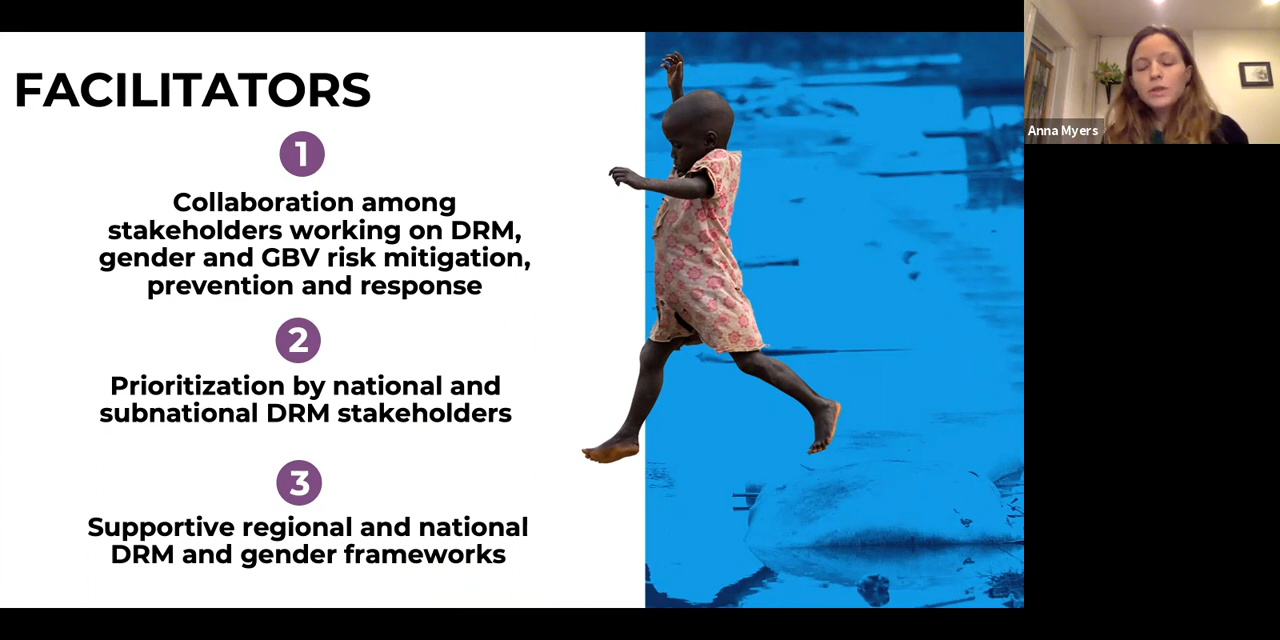 FACILITATORS
1
Collaboration among
stakeholders working on DRM,
gender and GBV risk mitigation,
prevention and response
2
Prioritization by national and
subnational DRM stakeholders
3
Supportive regional and national
DRM and gender frameworks
Anna Myers